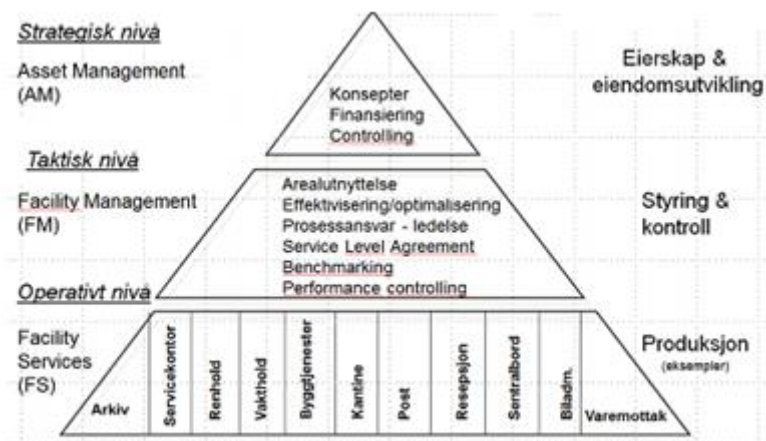 Strategisk nivå
Asset Management
(AM)
Konsepter
Finansiering
Controlling
Eierskap &
eiendomsutvikling
Taktisk nivå
Facility Management
(FM)
Arealutnyttelse
Effektivisering/optimalisering
Prosessansvar - ledelse
Service Level Agreement
Benchmarking
Performance controlling
Styring &
kontroll
Operativt nivå
Facility
Services
(FS)
Arkiv
Servicekontor
Renhold
Vakthold
Byggtjenester
Kantine
Post
Resepsjon
Sentralbord
Biladm.
Varemottak
Produksjon
(eksempler)